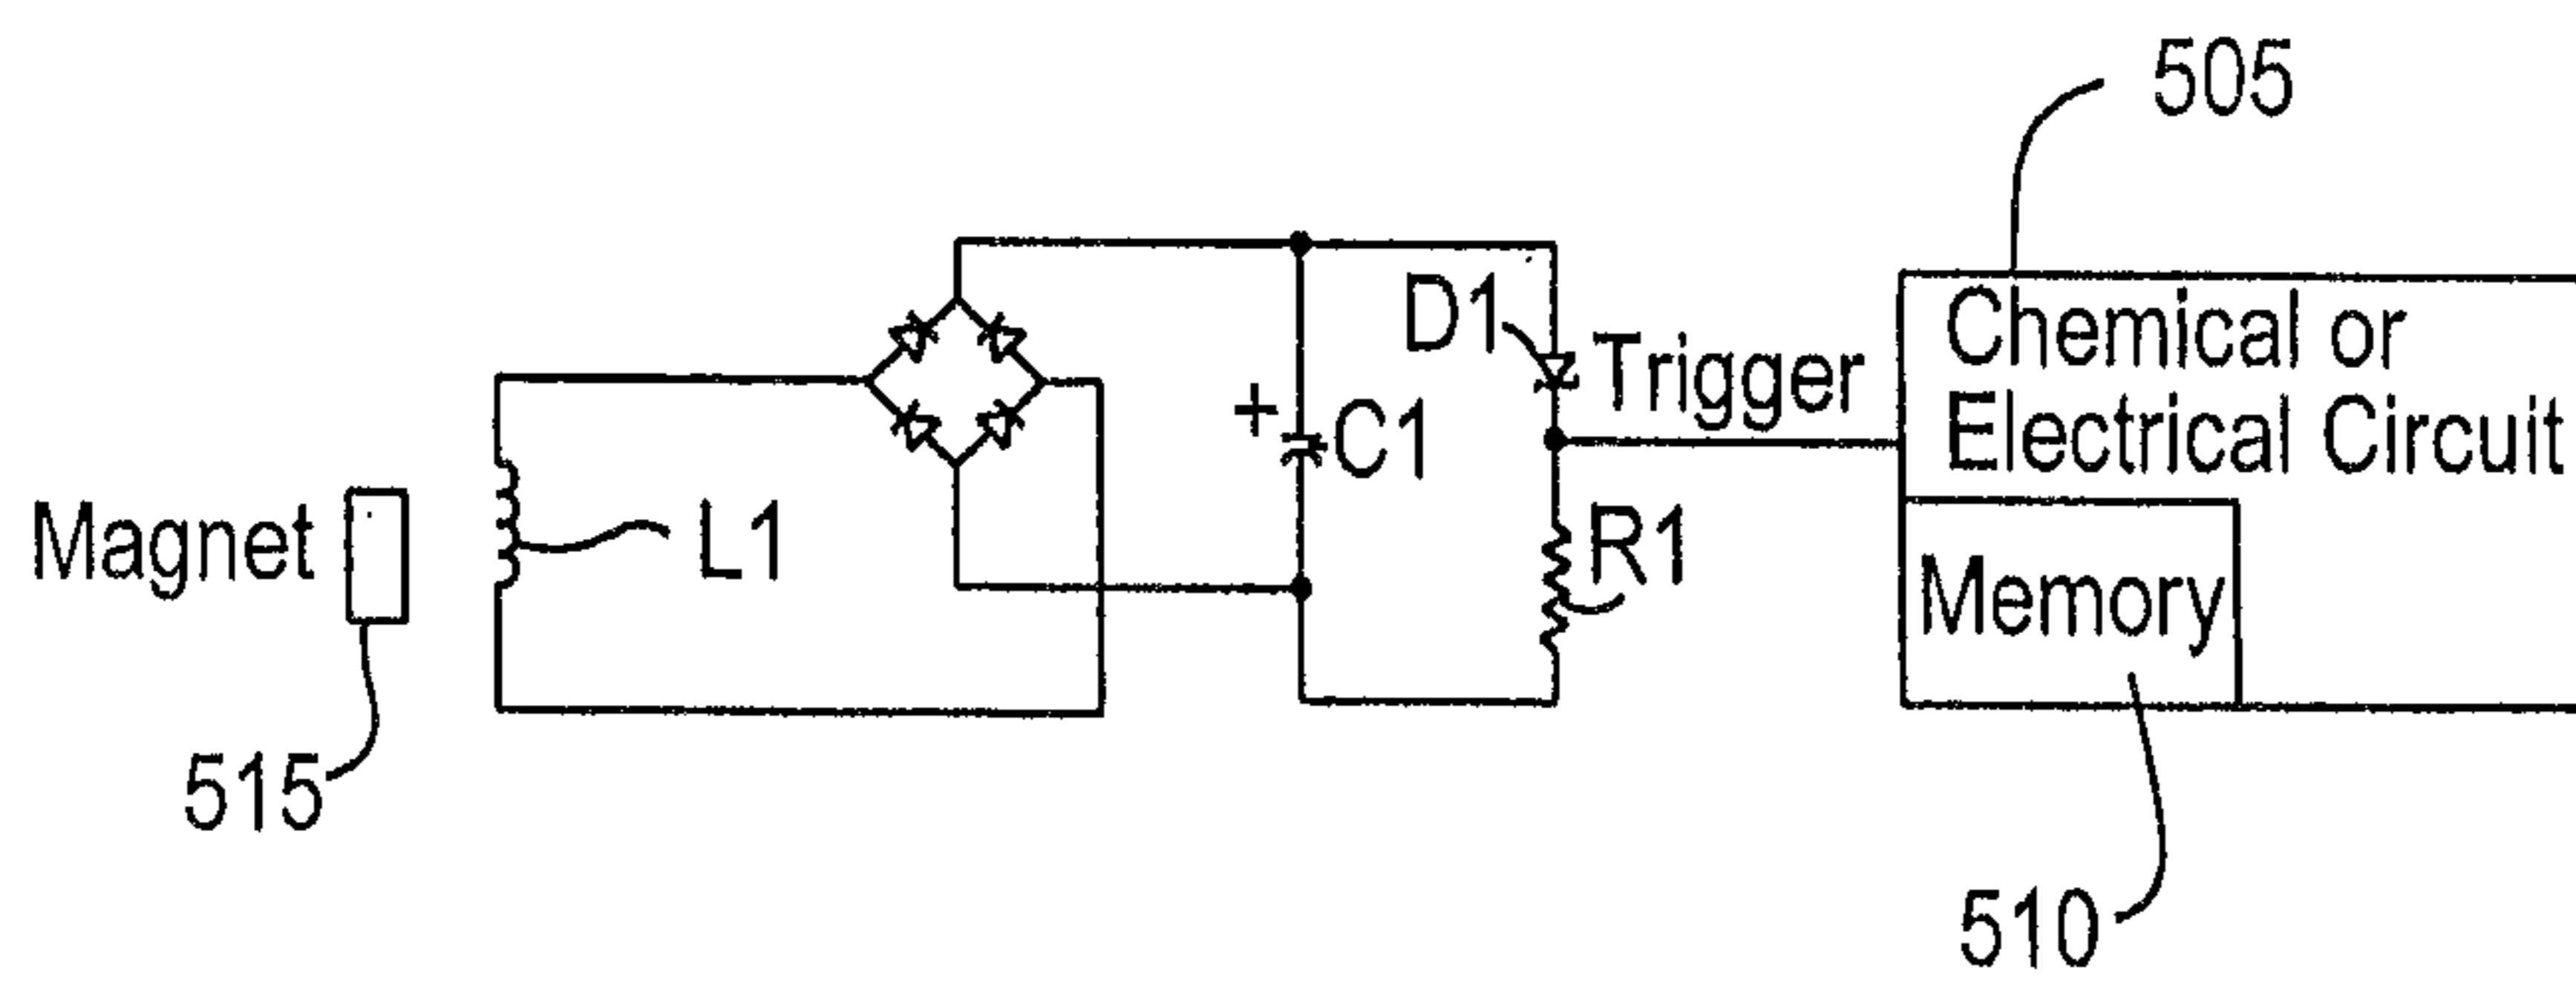 505
Chemical or
D1
Trigger
Electrical Circuit
+
C1
Magnet
L1
R1
Memory
515
510